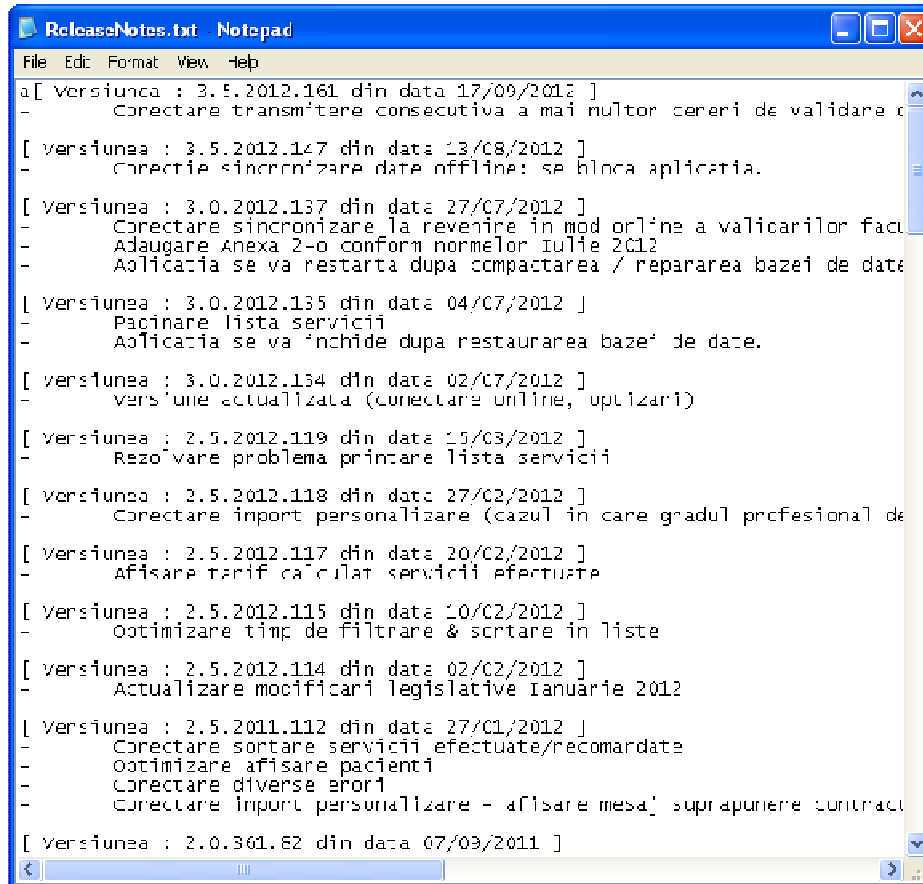 ReleaseNotes.txt - Notepad
File Edit Format View Help
a[ Versiunea : 3.5.2012.161 din data 17/09/2012 ]
- Corectare transmitere consecutiva a mai multor cereri de validare
[ Versiunea : 3.5.2012.147 din data 13/08/2012 ]
- Corectie sincronizare date offline: se bloca aplicatia.
[ Versiunea : 3.0.2012.137 din data 27/07/2012 ]
- Corectare sincronizare la revenire in mod online a validarilor facu
- Adaugare Anexa 2-o conform normelor Iulie 2012
- Aplicatia se va restarta dupa compactarea / repararea bazei de date
[ Versiunea : 3.0.2012.135 din data 04/07/2012 ]
- Paginare lista servicii
- Aplicatia se va inchide dupa restaurarea bazei de date.
[ Versiunea : 3.0.2012.134 din data 02/07/2012 ]
- Versiune actualizata (conectare online, optizari)
[ Versiunea : 2.5.2012.119 din data 15/03/2012 ]
- Rezolvare problema printare lista servicii
[ Versiunea : 2.5.2012.118 din data 27/02/2012 ]
- Corectare import personalizare (cazul in care gradul profesional de
[ Versiunea : 2.5.2012.117 din data 20/02/2012 ]
- Afisare tarif calculat servicii efectuate
[ Versiunea : 2.5.2012.115 din data 10/02/2012 ]
- Optimizare timp de filtrare & sortare in liste
[ Versiunea : 2.5.2012.114 din data 02/02/2012 ]
- Actualizare modificari legislative Ianuarie 2012
[ Versiunea : 2.5.2011.112 din data 27/01/2012 ]
- Corectare sortare servicii efectuate/recomandate
- Optimizare afisare pacienti
- Corectare diverse erori
- Corectare import personalizare - afisare mesaj suprapunere contract
[ Versiunea : 2.0.361.82 din data 07/09/2011 ]